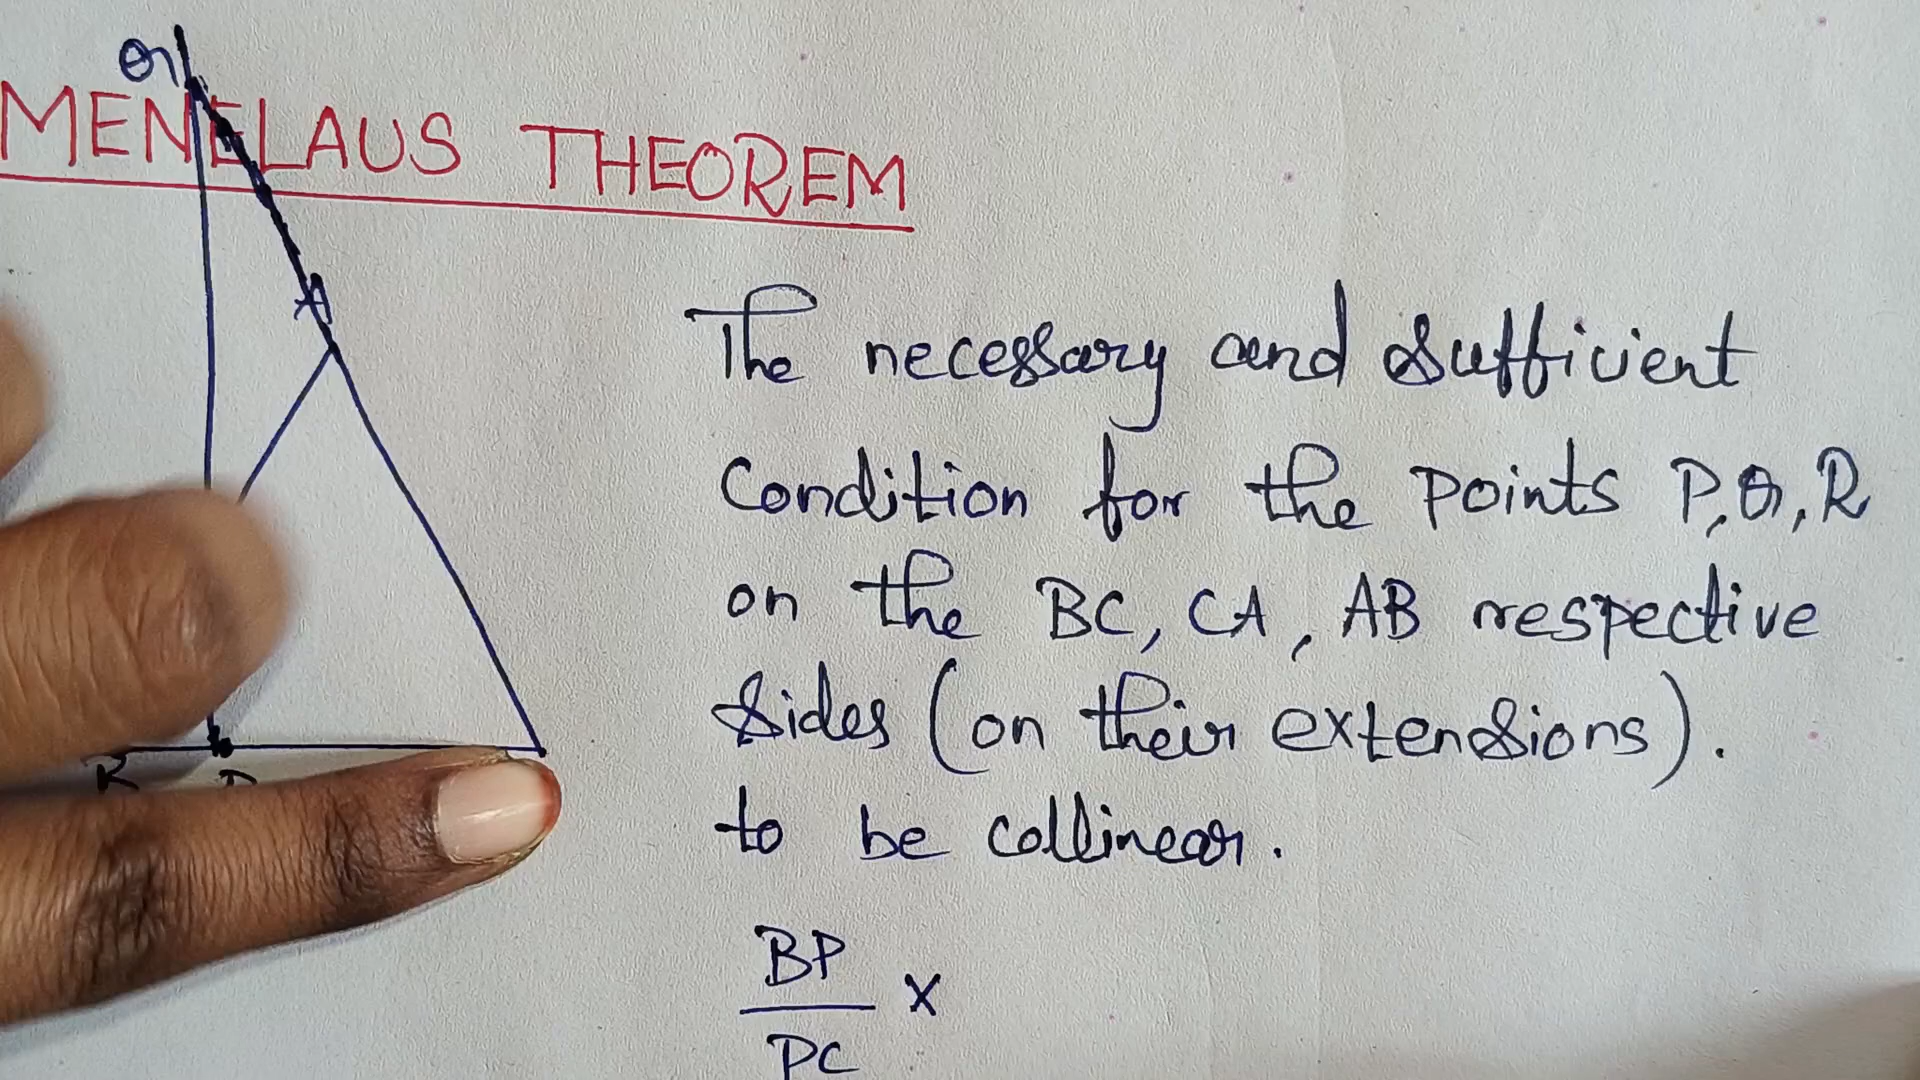 Q
MENELAUS THEOREM
A
The necessary and sufficient
Condition for the points P,Q,R
on the BC, CA, AB respective
sides (on their extensions).
to be collinear.
BP
×
PC